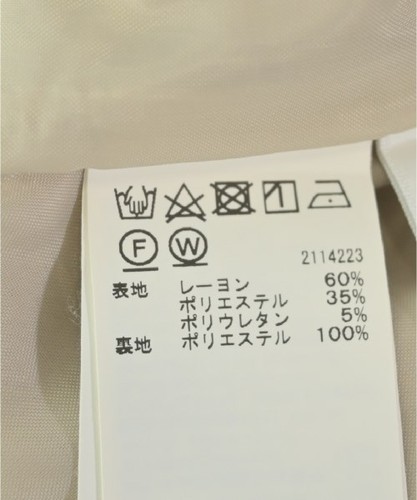 F W 2114223
表地 レーヨン 60%
ポリエステル 35%
ポリウレタン 5%
裏地 ポリエステル 100%